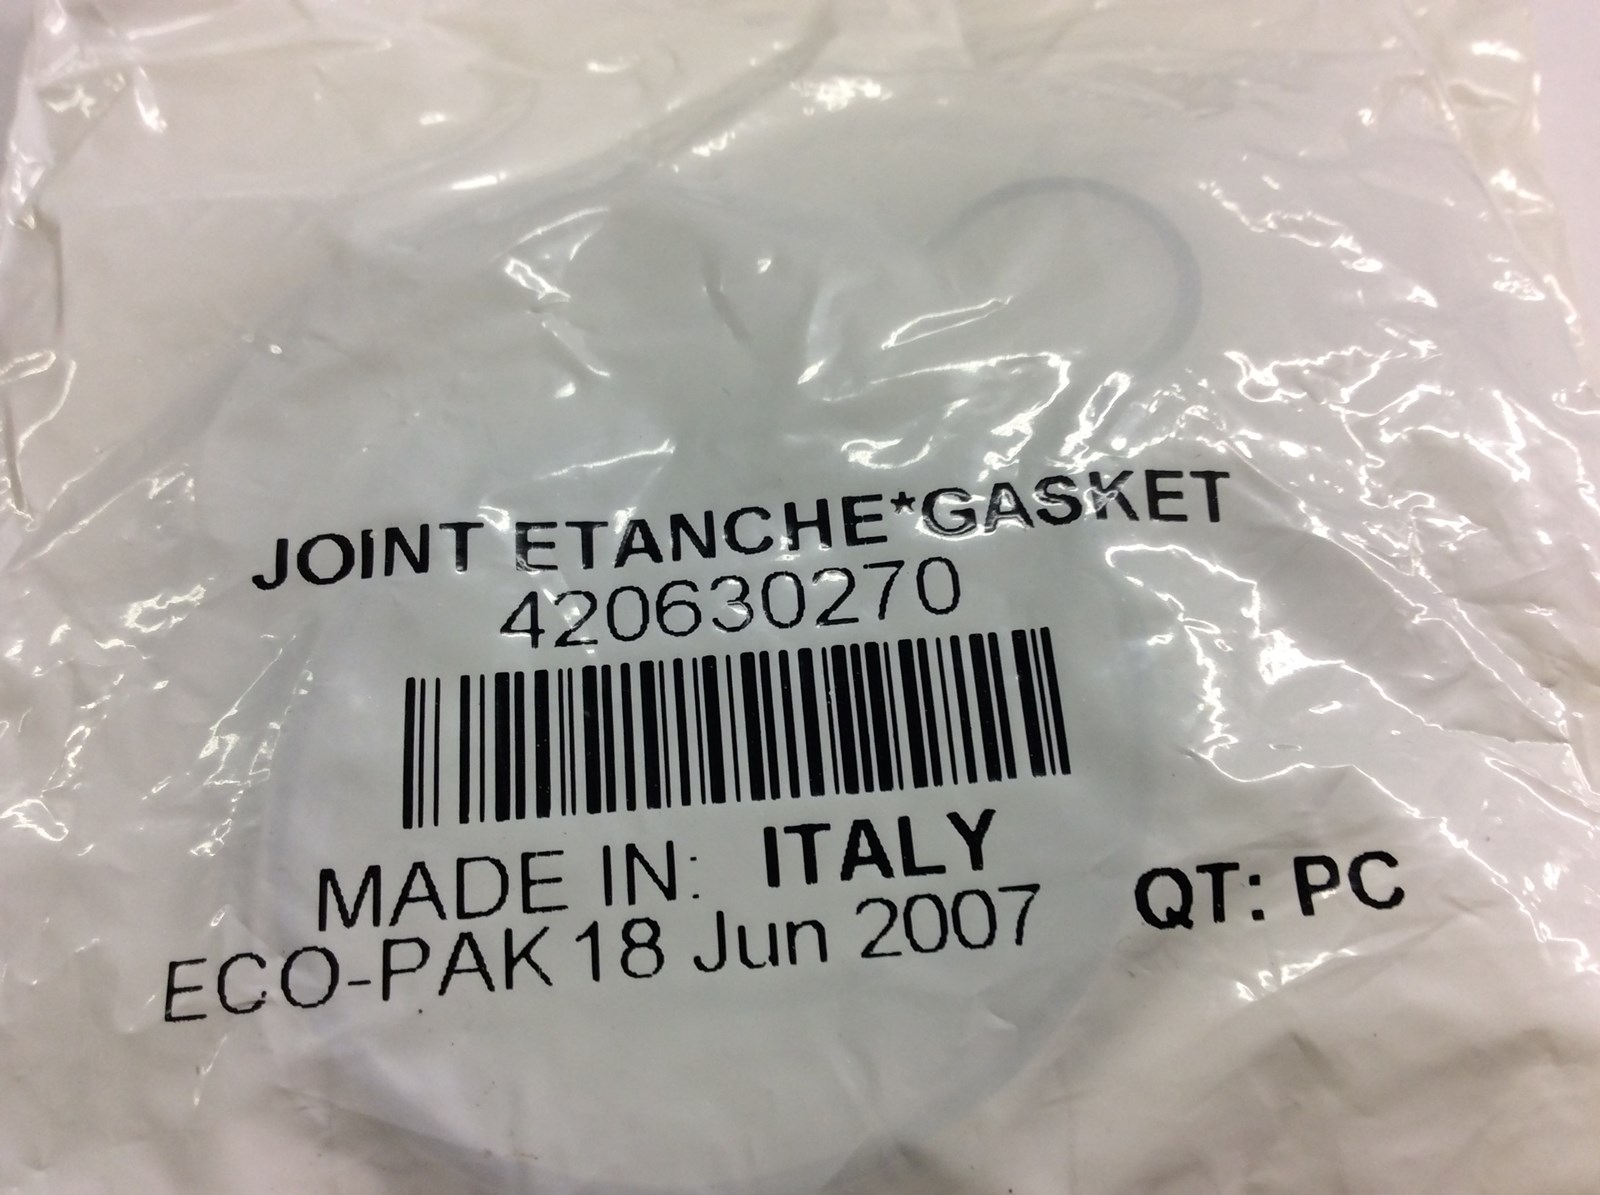 JOINT ETANCHE*GASKET
420630270
MADE IN: ITALY
ECO-PAK 18 Jun 2007 QT: PC